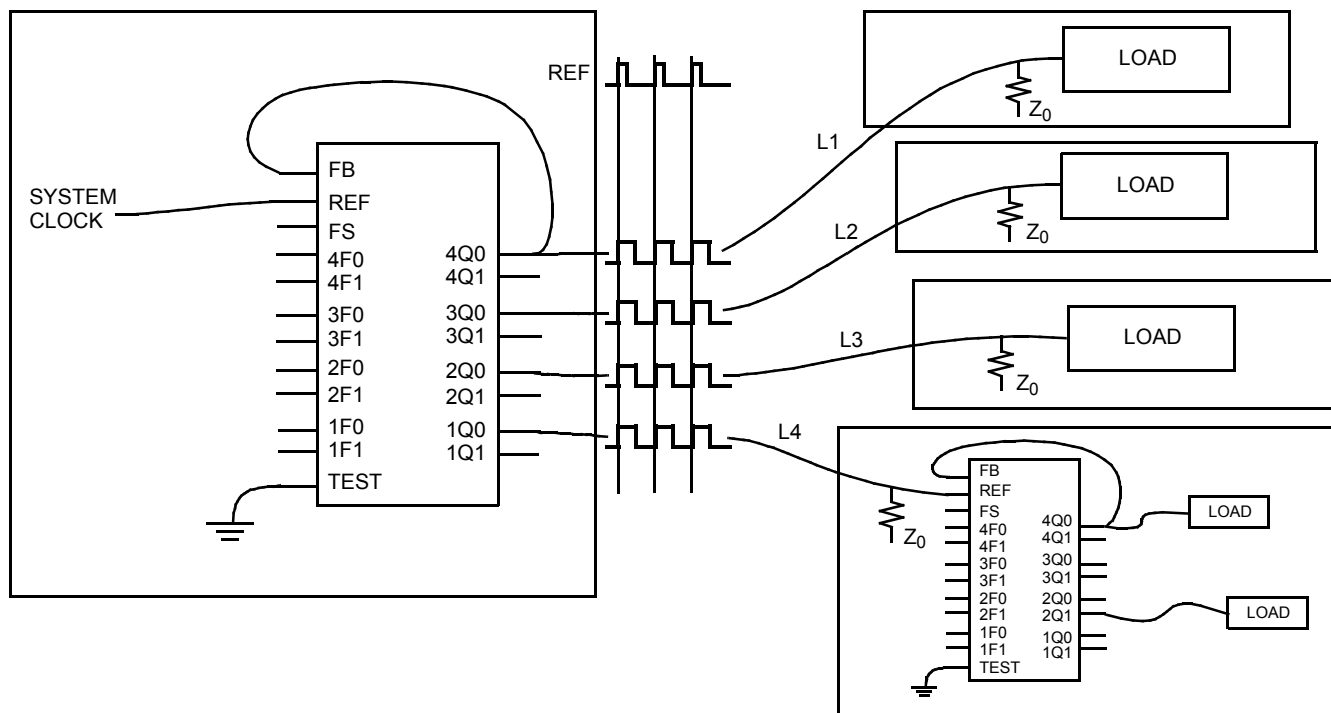 REF
LOAD
Z0
L1
FB
REF
FS
4F0
4F1
3F0
3F1
2F0
2F1
1F0
1F1
TEST
4Q0
4Q1
3Q0
3Q1
2Q0
2Q1
1Q0
1Q1
SYSTEM
CLOCK
LOAD
Z0
L2
LOAD
Z0
L3
L4
Z0
FB
REF
FS
4F0
4F1
3F0
3F1
2F0
2F1
1F0
1F1
TEST
4Q0
4Q1
3Q0
3Q1
2Q0
2Q1
1Q0
1Q1
LOAD
LOAD